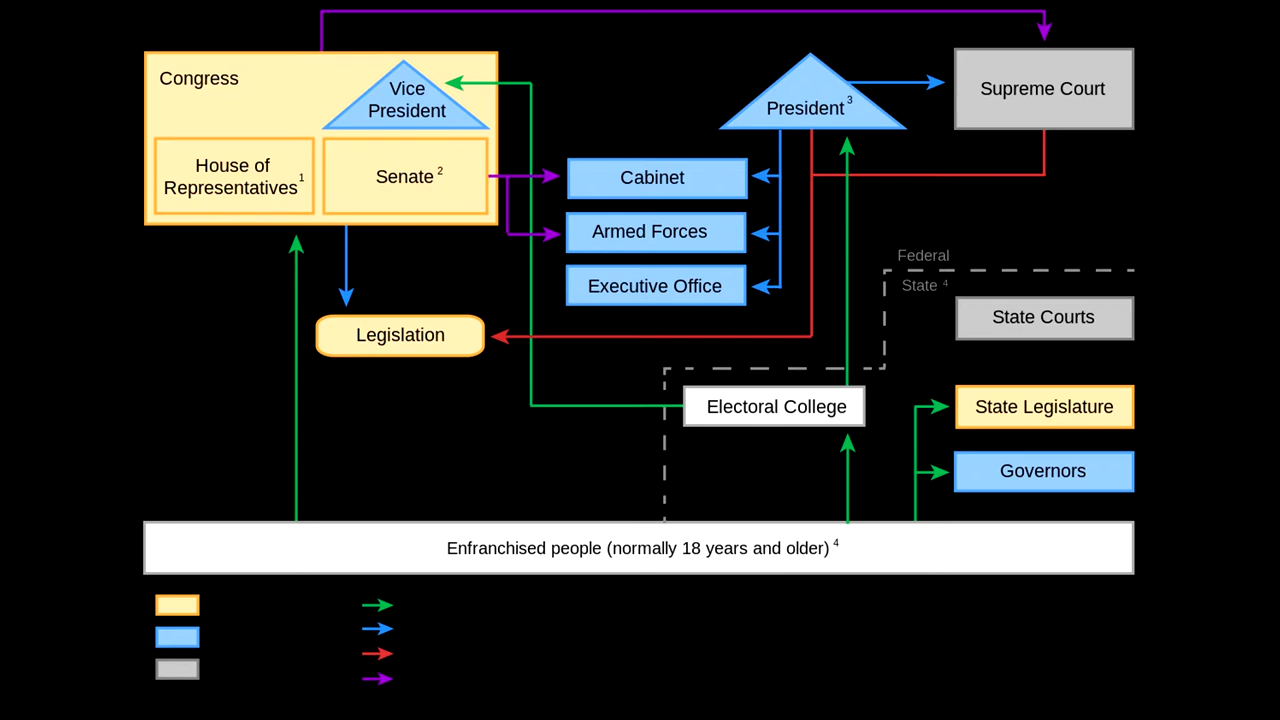 Congress
Vice
President
House of
Representatives 1
Senate 2
President 3
Supreme Court
Cabinet
Armed Forces
Executive Office
Federal
State 4
State Courts
Legislation
Electoral College
State Legislature
Governors
Enfranchised people (normally 18 years and older) 4